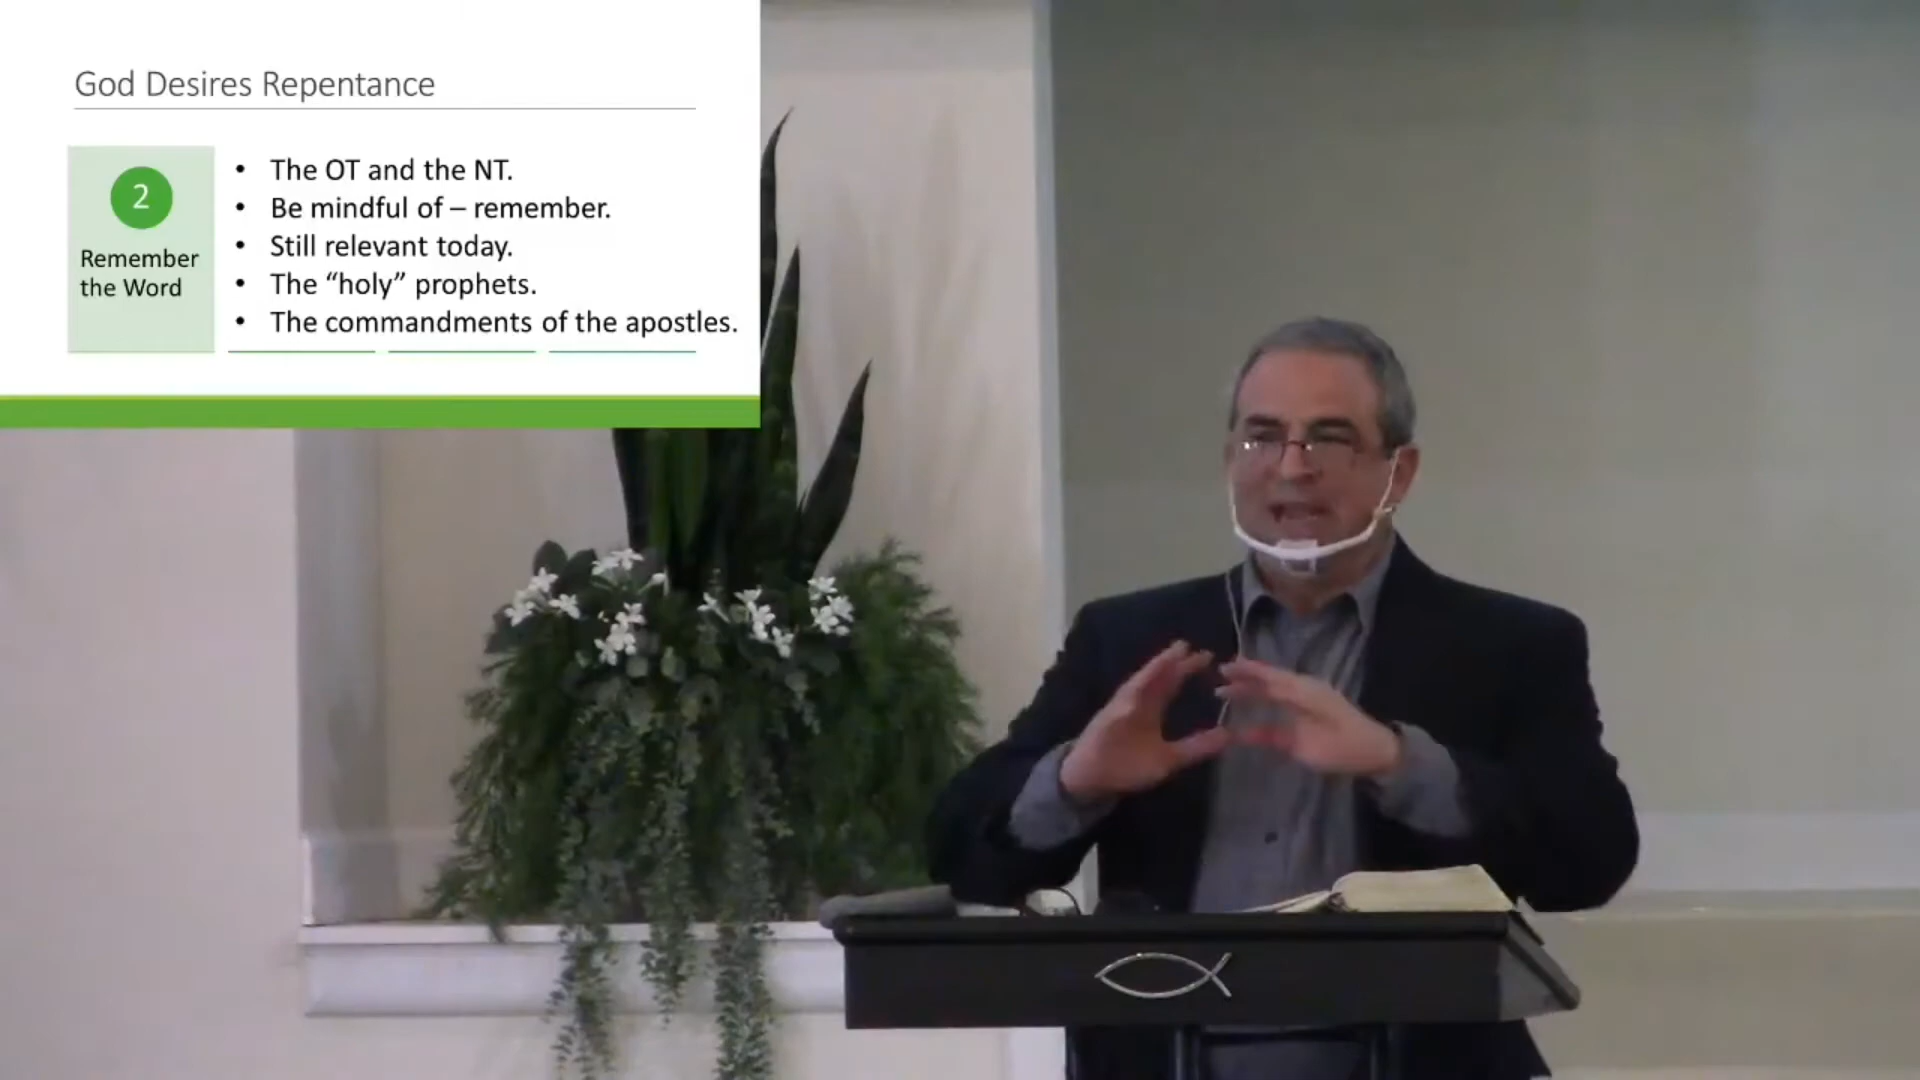 God Desires Repentance
2
Remember
the Word
• The OT and the NT.
• Be mindful of – remember.
• Still relevant today.
• The “holy” prophets.
• The commandments of the apostles.